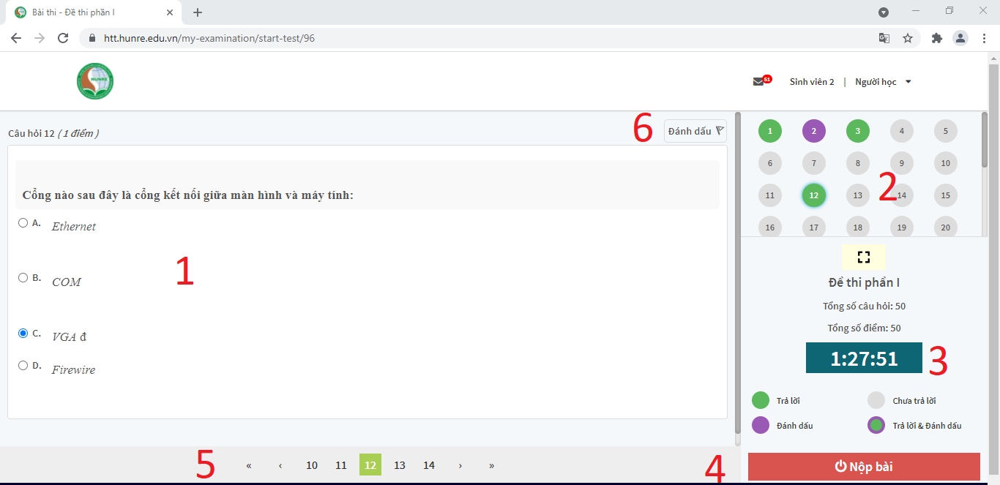 Bài thi - Đề thi phần I
htt.hunre.edu.vn/my-examination/start-test/96
HUNRE
51
Sinh viên 2 | Người học
Câu hỏi 12 ( 1 điểm )
6
Đánh dấu
Cổng nào sau đây là cổng kết nối giữa màn hình và máy tính:
A. Ethernet
1
B. COM
C. VGA đ
D. Firewire
5
« ‹ 10 11 12 13 14 › »
1 2 3 4 5
6 7 8 9 10
2
11 12 13 14 15
16 17 18 19 20
Đề thi phần I
Tổng số câu hỏi: 50
Tổng số điểm: 50
1:27:51
3
Trả lời Chưa trả lời
Đánh dấu Trả lời & Đánh dấu
4
Nộp bài